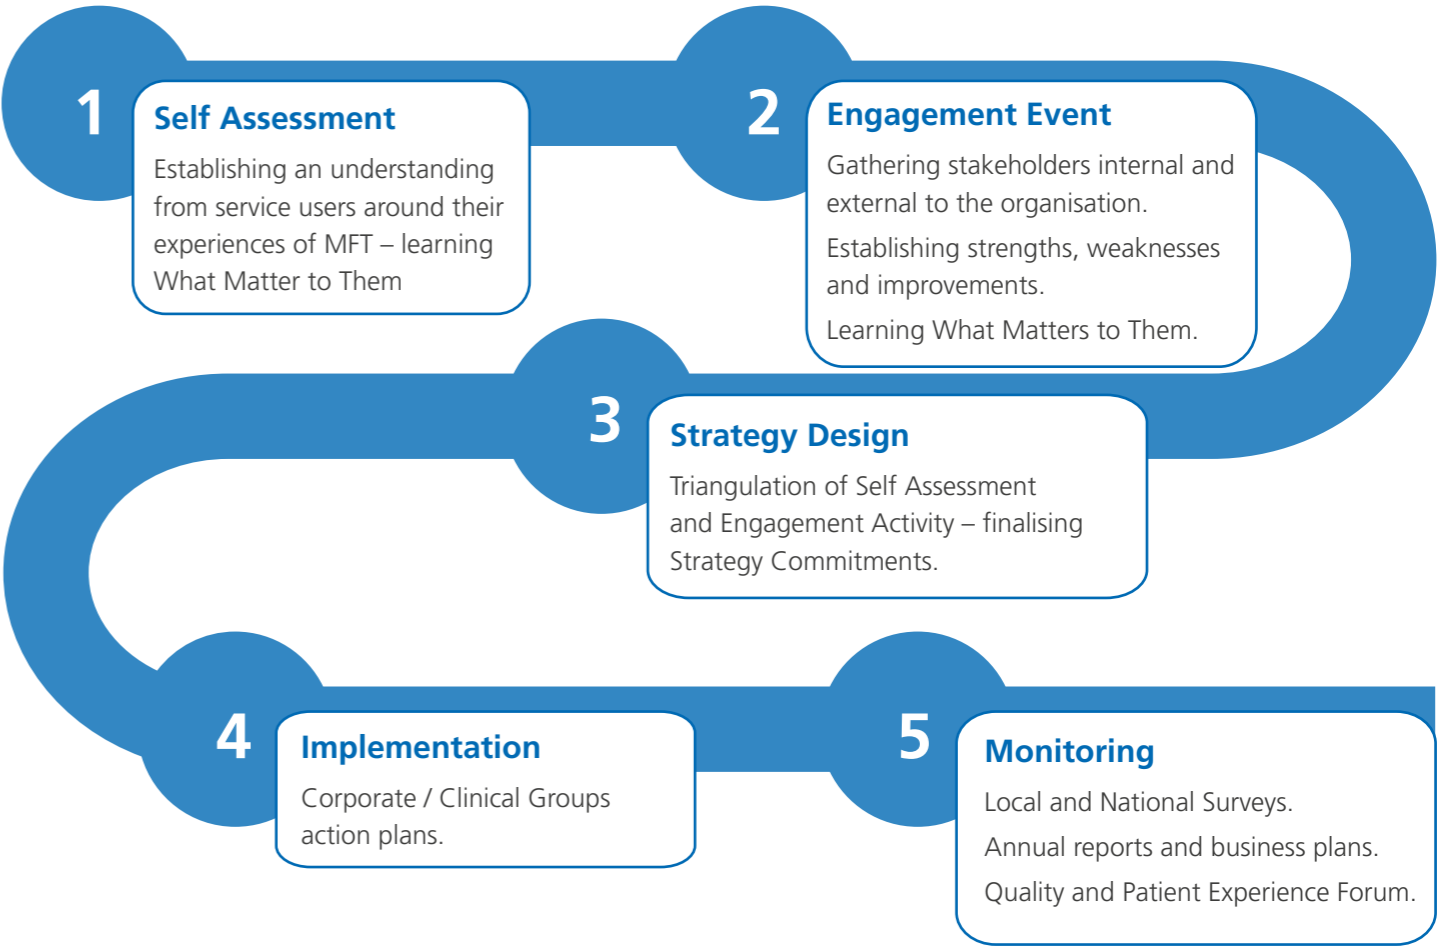 1
Self Assessment
Establishing an understanding
from service users around their
experiences of MFT – learning
What Matter to Them
2
Engagement Event
Gathering stakeholders internal and
external to the organisation.
Establishing strengths, weaknesses
and improvements.
Learning What Matters to Them.
3
Strategy Design
Triangulation of Self Assessment
and Engagement Activity – finalising
Strategy Commitments.
4
Implementation
Corporate / Clinical Groups
action plans.
5
Monitoring
Local and National Surveys.
Annual reports and business plans.
Quality and Patient Experience Forum.